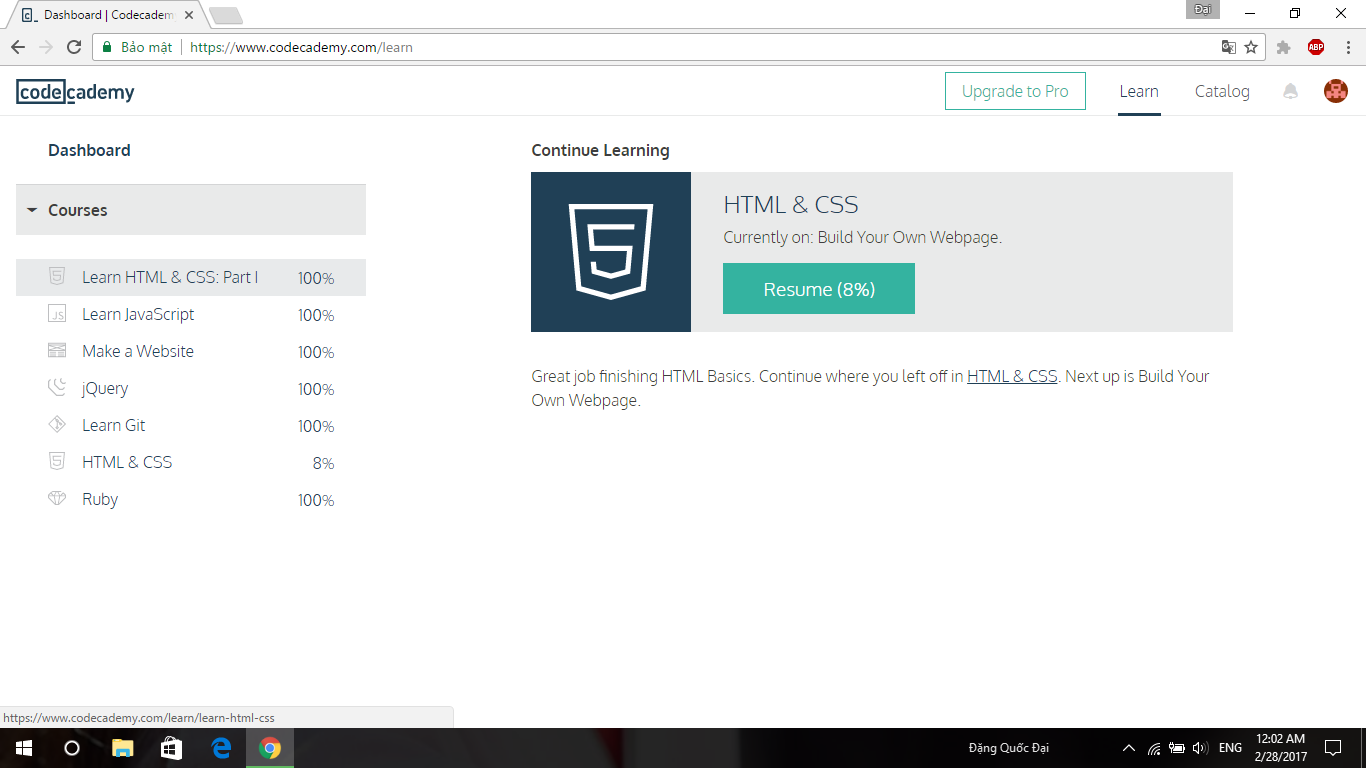 Dashboard | Codecadem
Đại
Bảo mật
https://www.codecademy.com/learn
ABP
codecademy
Upgrade to Pro
Learn
Catalog
Dashboard
Courses
Learn HTML & CSS: Part I 100%
JS Learn JavaScript 100%
Make a Website 100%
jQuery 100%
Learn Git 100%
HTML & CSS 8%
Ruby 100%
Continue Learning
HTML & CSS
Currently on: Build Your Own Webpage.
Resume (8%)
Great job finishing HTML Basics. Continue where you left off in HTML & CSS. Next up is Build Your
Own Webpage.
https://www.codecademy.com/learn/learn-html-css
Đặng Quốc Đại
ENG
12:02 AM
2/28/2017